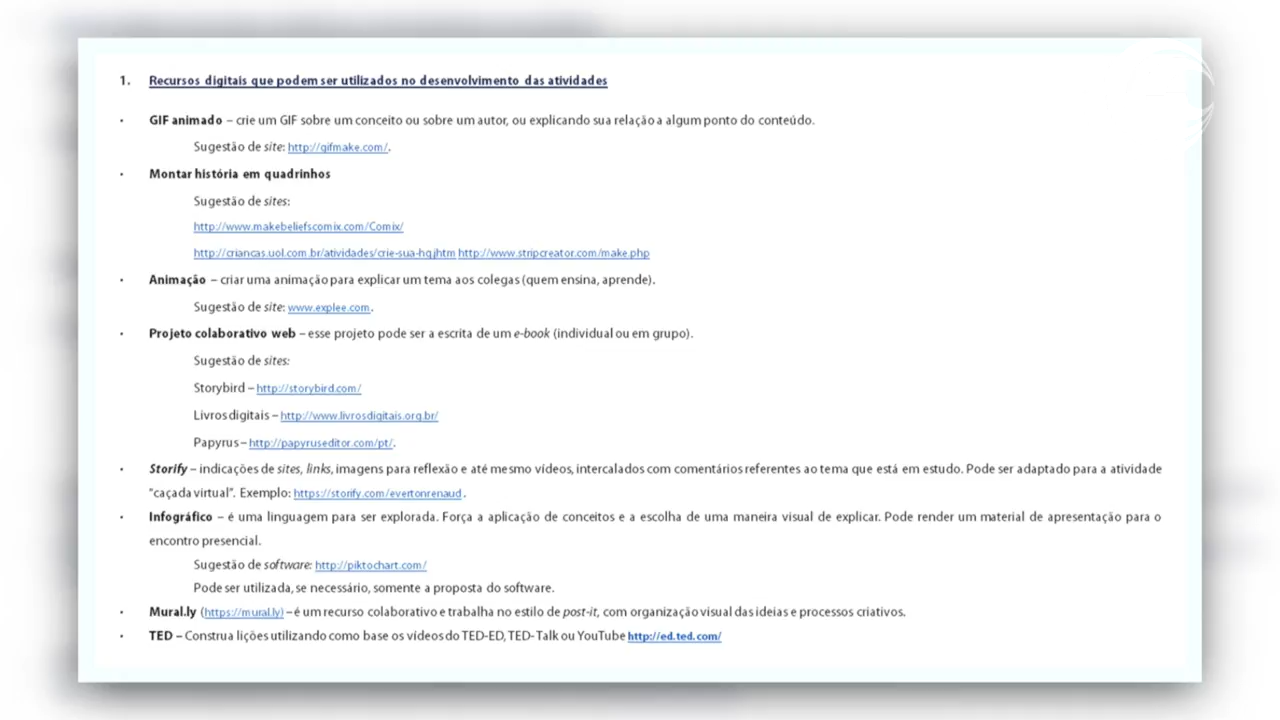 1. Recursos digitais que podem ser utilizados no desenvolvimento das atividades
• GIF animado – crie um GIF sobre um conceito ou sobre um autor, ou explicando sua relação a algum ponto do conteúdo.
Sugestão de site: http://gifmake.com/.
• Montar história em quadrinhos
Sugestão de sites:
http://www.makebeliefscomix.com/Comix/
http://criancas.uol.com.br/atividades/crie-sua-hq.jhtm http://www.stripcreator.com/make.php
• Animação – criar uma animação para explicar um tema aos colegas (quem ensina, aprende).
Sugestão de site: www.explee.com.
• Projeto colaborativo web – esse projeto pode ser a escrita de um e-book (individual ou em grupo).
Sugestão de sites:
Storybird – http://storybird.com/
Livros digitais – http://www.livrosdigitais.org.br/
Papyrus – http://papyruseditor.com/pt/.
• Storify – indicações de sites, links, imagens para reflexão e até mesmo vídeos, intercalados com comentários referentes ao tema que está em estudo. Pode ser adaptado para a atividade
"caçada virtual". Exemplo: https://storify.com/evertonrenaud.
• Infográfico – é uma linguagem para ser explorada. Força a aplicação de conceitos e a escolha de uma maneira visual de explicar. Pode render um material de apresentação para o
encontro presencial.
Sugestão de software: http://piktochart.com/
Pode ser utilizada, se necessário, somente a proposta do software.
• Mural.ly (https://mural.ly) – é um recurso colaborativo e trabalha no estilo de post-it, com organização visual das ideias e processos criativos.
• TED – Construa lições utilizando como base os vídeos do TED-ED, TED-Talk ou YouTube http://ed.ted.com/